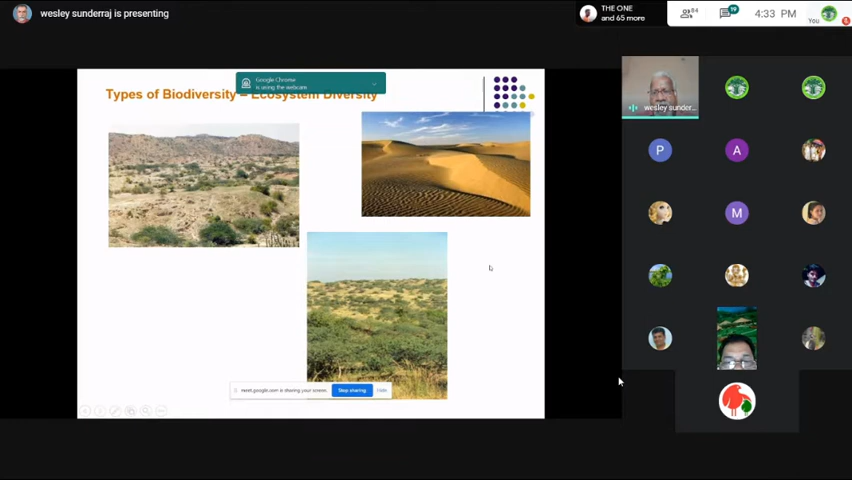 wesley sunderraj is presenting
THE ONE
and 65 more
84
19
4:33 PM
You
Google Chrome
is using the webcam
Types of Biodiversity – Ecosystem Diversity
wesley sunder...
P
A
M
meet.google.com is sharing your screen.
Stop sharing
Hide